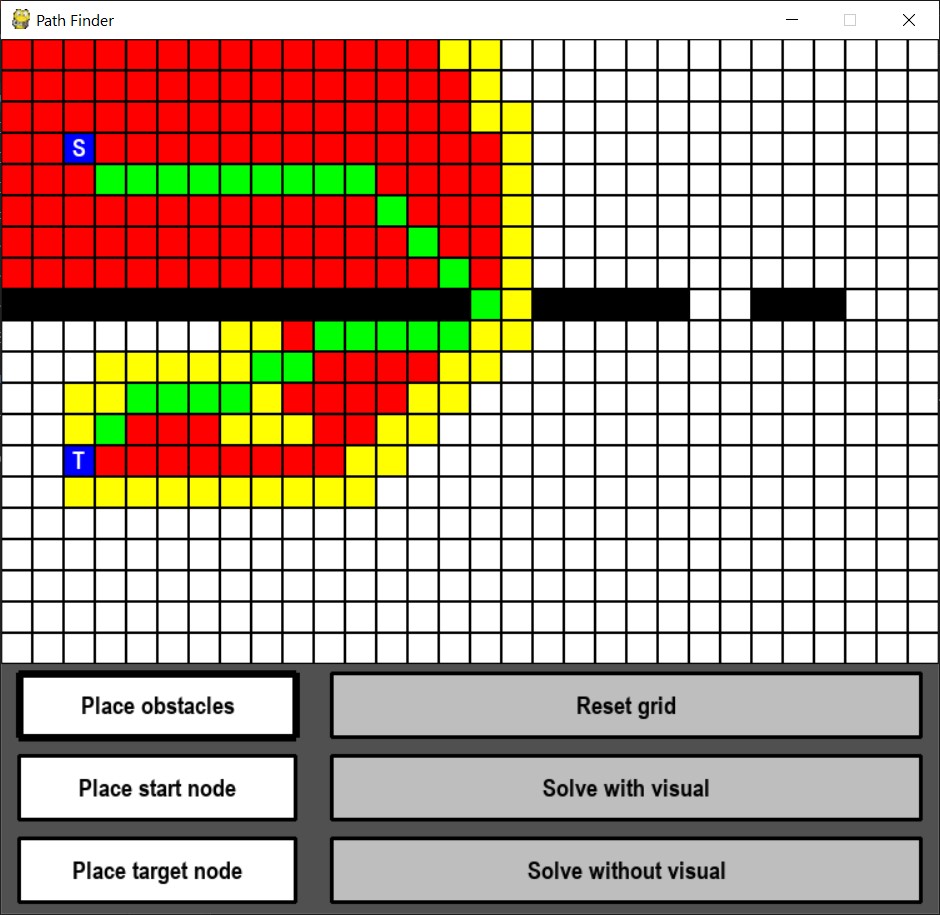 Path Finder
S
T
Place obstacles
Reset grid
Place start node
Solve with visual
Place target node
Solve without visual